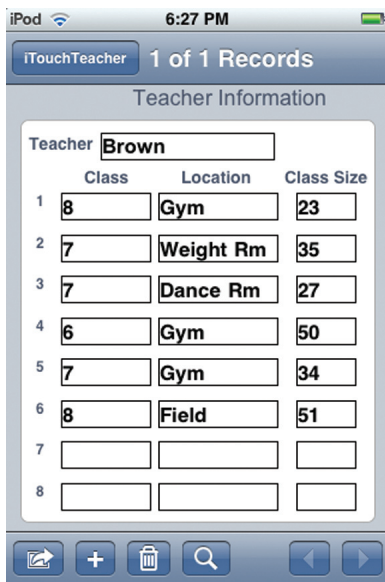 iPod 6:27 PM
iTouchTeacher 1 of 1 Records
Teacher Information
Teacher Brown
Class Location Class Size
1 8 Gym 23
2 7 Weight Rm 35
3 7 Dance Rm 27
4 6 Gym 50
5 7 Gym 34
6 8 Field 51
7
8